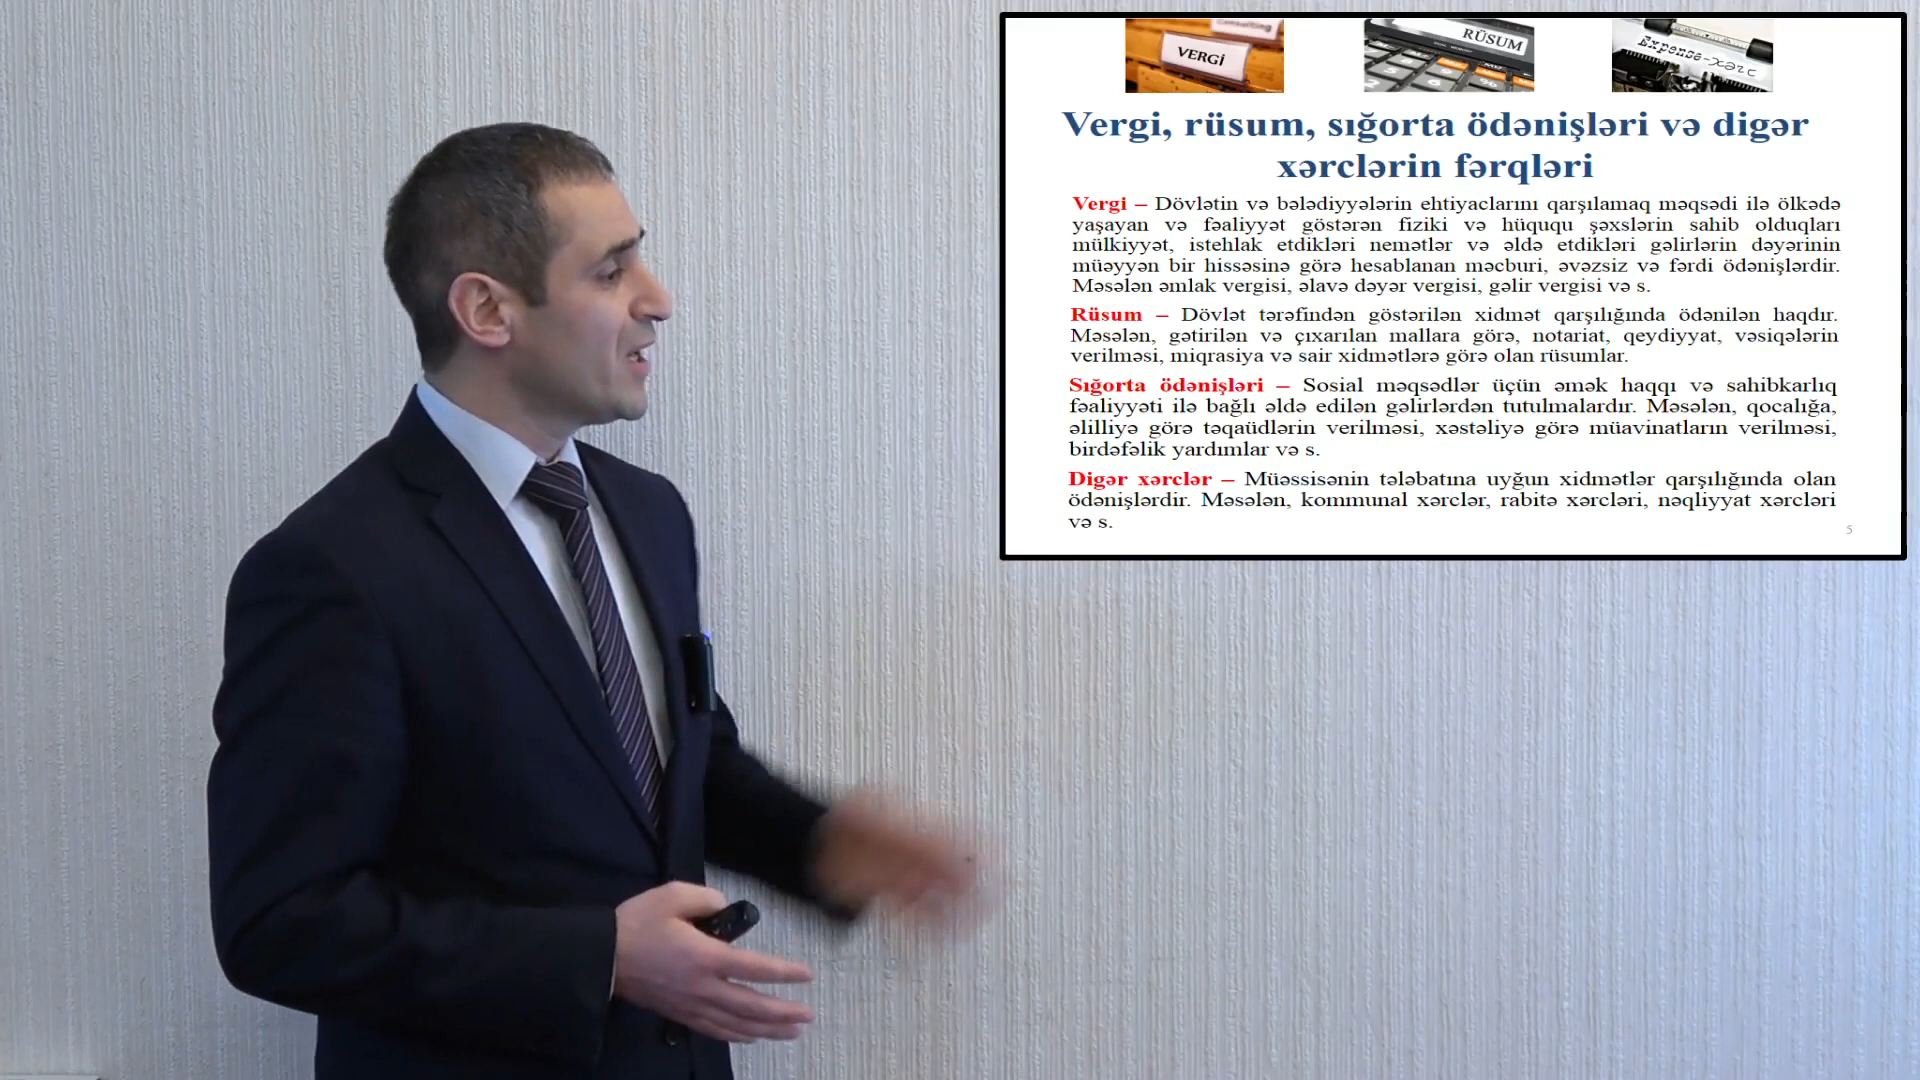 Consulting
VERGİ
RÜSUM
Expense-xərc
Vergi, rüsum, sığorta ödənişləri və digər
xərclərin fərqləri
Vergi – Dövlətin və bələdiyyələrin ehtiyaclarını qarşılamaq məqsədi ilə ölkədə
yaşayan və fəaliyyət göstərən fiziki və hüququ şəxslərin sahib olduqları
mülkiyyət, istehlak etdikləri nemətlər və əldə etdikləri gəlirlərin dəyərinin
müəyyən bir hissəsinə görə hesablanan məcburi, əvəzsiz və fərdi ödənişlərdir.
Məsələn əmlak vergisi, əlavə dəyər vergisi, gəlir vergisi və s.
Rüsum – Dövlət tərəfindən göstərilən xidmət qarşılığında ödənilən haqdır.
Məsələn, gətirilən və çıxarılan mallara görə, notariat, qeydiyyat, vəsiqələrin
verilməsi, miqrasiya və sair xidmətlərə görə olan rüsumlar.
Sığorta ödənişləri – Sosial məqsədlər üçün əmək haqqı və sahibkarlıq
fəaliyyəti ilə bağlı əldə edilən gəlirlərdən tutulmalardır. Məsələn, qocalığa,
əlilliyə görə təqaüdlərin verilməsi, xəstəliyə görə müavinatların verilməsi,
birdəfəlik yardımlar və s.
Digər xərclər – Müəssisənin tələbatına uyğun xidmətlər qarşılığında olan
ödənişlərdir. Məsələn, kommunal xərclər, rabitə xərcləri, nəqliyyat xərcləri
və s.
5